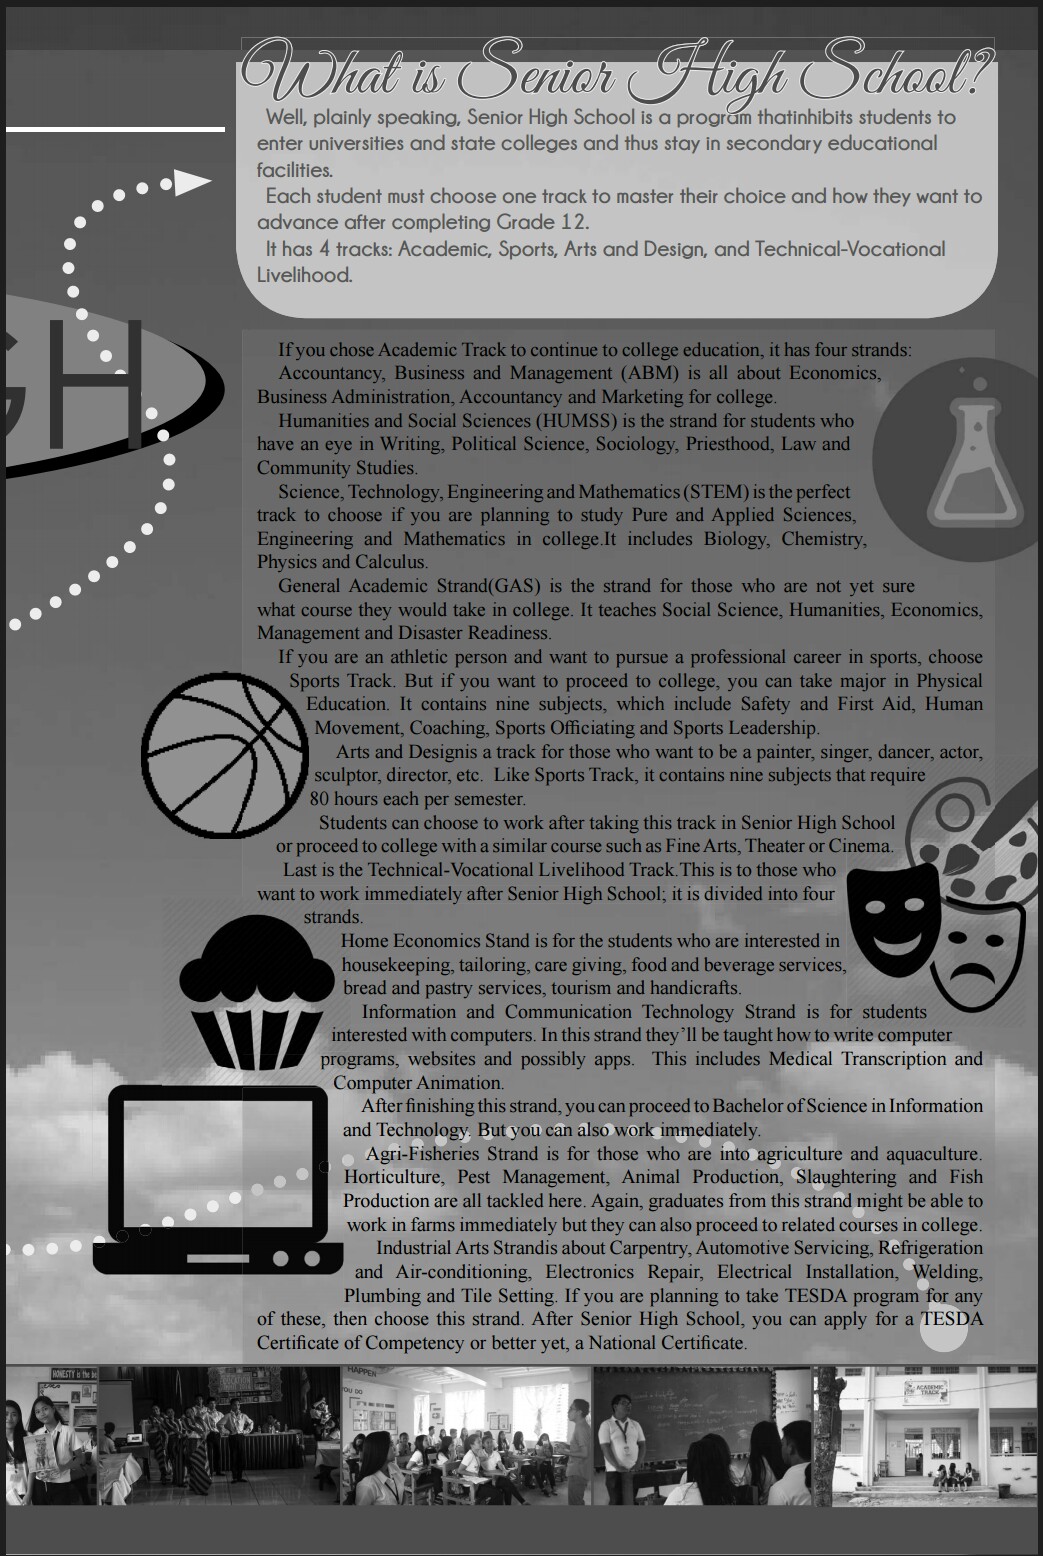 What is Senior High School?
Well, plainly speaking, Senior High School is a program thatinhibits students to
enter universities and state colleges and thus stay in secondary educational
facilities.
Each student must choose one track to master their choice and how they want to
advance after completing Grade 12.
It has 4 tracks: Academic, Sports, Arts and Design, and Technical-Vocational
Livelihood.
GH
If you chose Academic Track to continue to college education, it has four strands:
Accountancy, Business and Management (ABM) is all about Economics,
Business Administration, Accountancy and Marketing for college.
Humanities and Social Sciences (HUMSS) is the strand for students who
have an eye in Writing, Political Science, Sociology, Priesthood, Law and
Community Studies.
Science, Technology, Engineering and Mathematics (STEM) is the perfect
track to choose if you are planning to study Pure and Applied Sciences,
Engineering and Mathematics in college.It includes Biology, Chemistry,
Physics and Calculus.
General Academic Strand(GAS) is the strand for those who are not yet sure
what course they would take in college. It teaches Social Science, Humanities, Economics,
Management and Disaster Readiness.
If you are an athletic person and want to pursue a professional career in sports, choose
Sports Track. But if you want to proceed to college, you can take major in Physical
Education. It contains nine subjects, which include Safety and First Aid, Human
Movement, Coaching, Sports Officiating and Sports Leadership.
Arts and Designis a track for those who want to be a painter, singer, dancer, actor,
sculptor, director, etc. Like Sports Track, it contains nine subjects that require
80 hours each per semester.
Students can choose to work after taking this track in Senior High School
or proceed to college with a similar course such as Fine Arts, Theater or Cinema.
Last is the Technical-Vocational Livelihood Track.This is to those who
want to work immediately after Senior High School; it is divided into four
strands.
Home Economics Stand is for the students who are interested in
housekeeping, tailoring, care giving, food and beverage services,
bread and pastry services, tourism and handicrafts.
Information and Communication Technology Strand is for students
interested with computers. In this strand they'll be taught how to write computer
programs, websites and possibly apps. This includes Medical Transcription and
Computer Animation.
After finishing this strand, you can proceed to Bachelor of Science in Information
and Technology. But you can also work immediately.
Agri-Fisheries Strand is for those who are into agriculture and aquaculture.
Horticulture, Pest Management, Animal Production, Slaughtering and Fish
Production are all tackled here. Again, graduates from this strand might be able to
work in farms immediately but they can also proceed to related courses in college.
Industrial Arts Strandis about Carpentry, Automotive Servicing, Refrigeration
and Air-conditioning, Electronics Repair, Electrical Installation, Welding,
Plumbing and Tile Setting. If you are planning to take TESDA program for any
of these, then choose this strand. After Senior High School, you can apply for a TESDA
Certificate of Competency or better yet, a National Certificate.
HONESTY is the
HAPPEN
YOU DO
ACADEMIC
TRACK